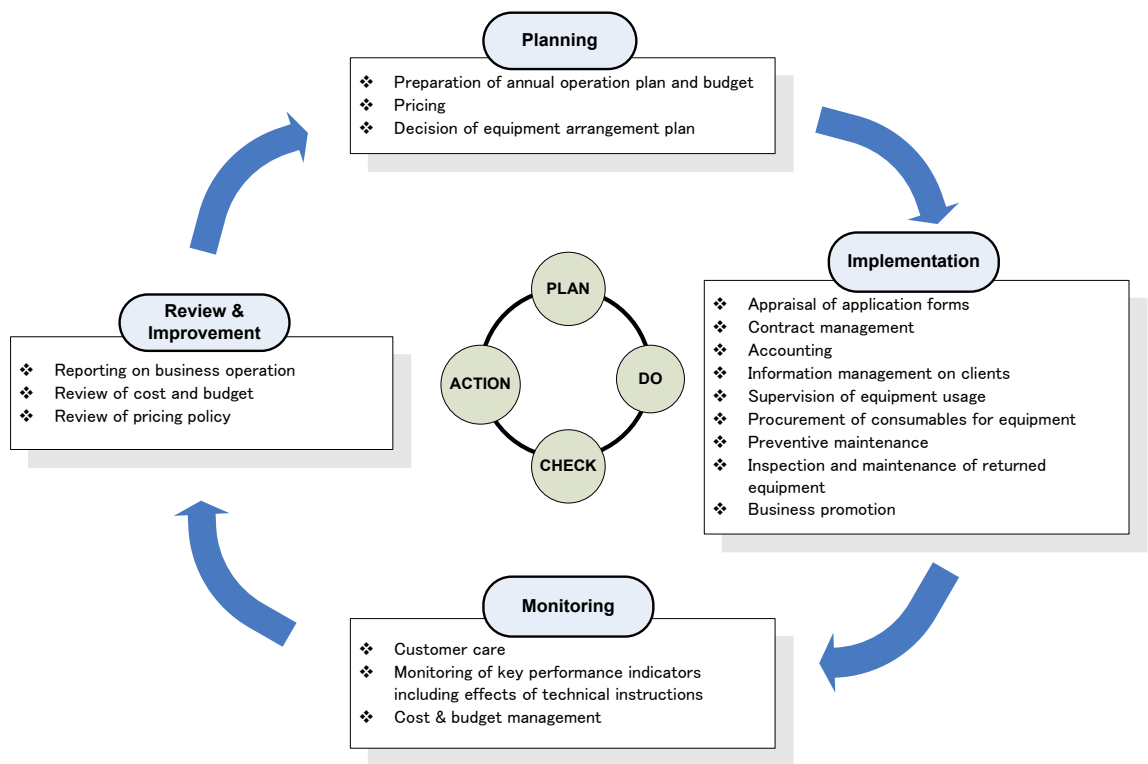 Planning
❖ Preparation of annual operation plan and budget
❖ Pricing
❖ Decision of equipment arrangement plan
Implementation
❖ Appraisal of application forms
❖ Contract management
❖ Accounting
❖ Information management on clients
❖ Supervision of equipment usage
❖ Procurement of consumables for equipment
❖ Preventive maintenance
❖ Inspection and maintenance of returned
equipment
❖ Business promotion
Review &
Improvement
❖ Reporting on business operation
❖ Review of cost and budget
❖ Review of pricing policy
PLAN
DO
CHECK
ACTION
Monitoring
❖ Customer care
❖ Monitoring of key performance indicators
including effects of technical instructions
❖ Cost & budget management